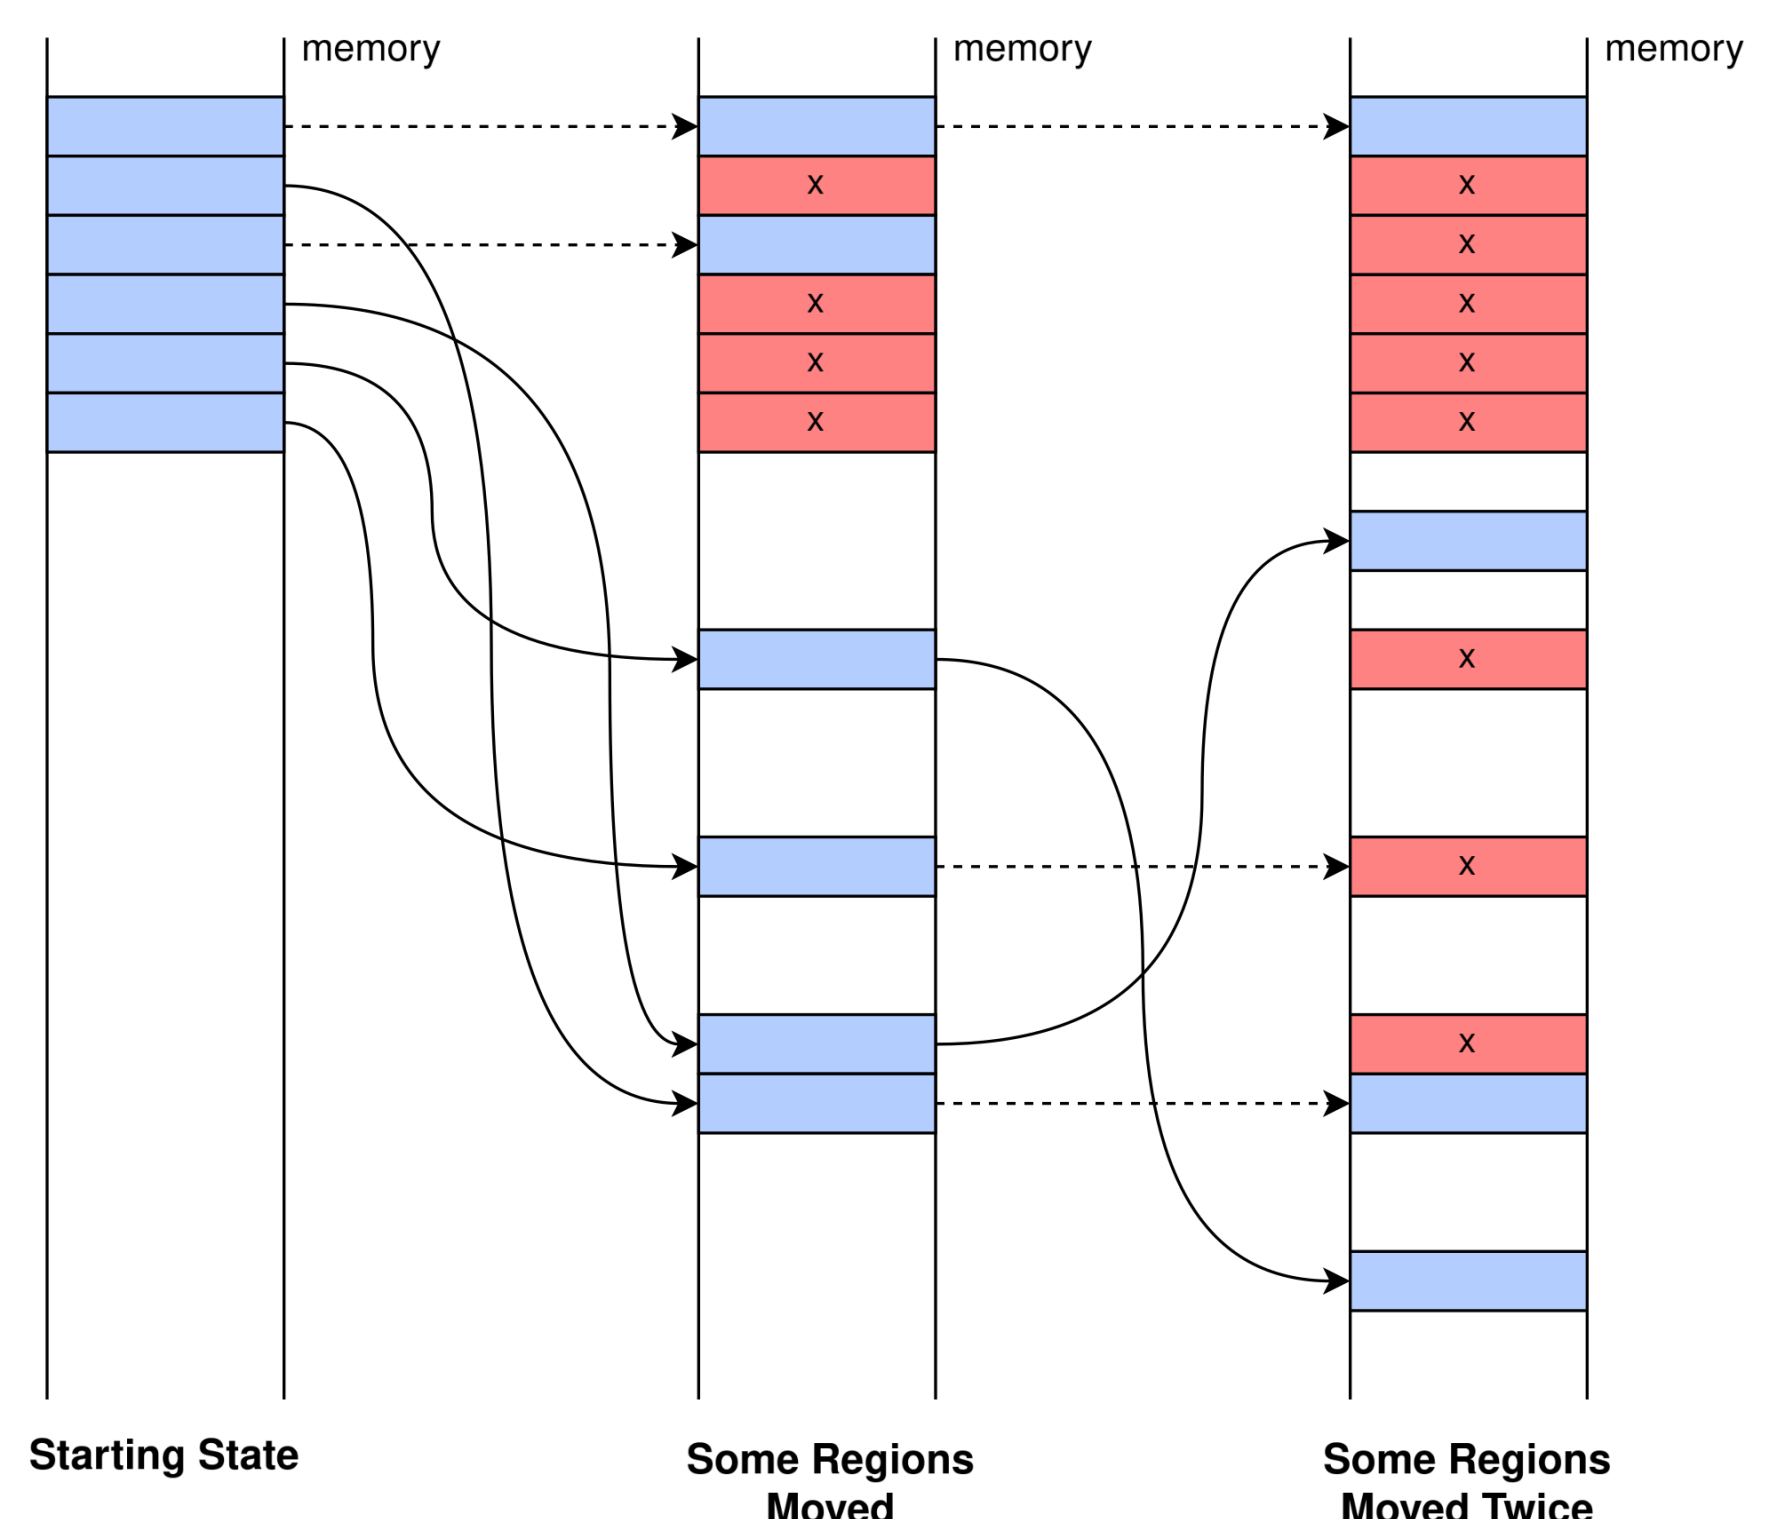 memory
memory
memory
x
x
x
x
x
x
x
x
x
x
x
x
Starting State
Some Regions
Moved
Some Regions
Moved Twice